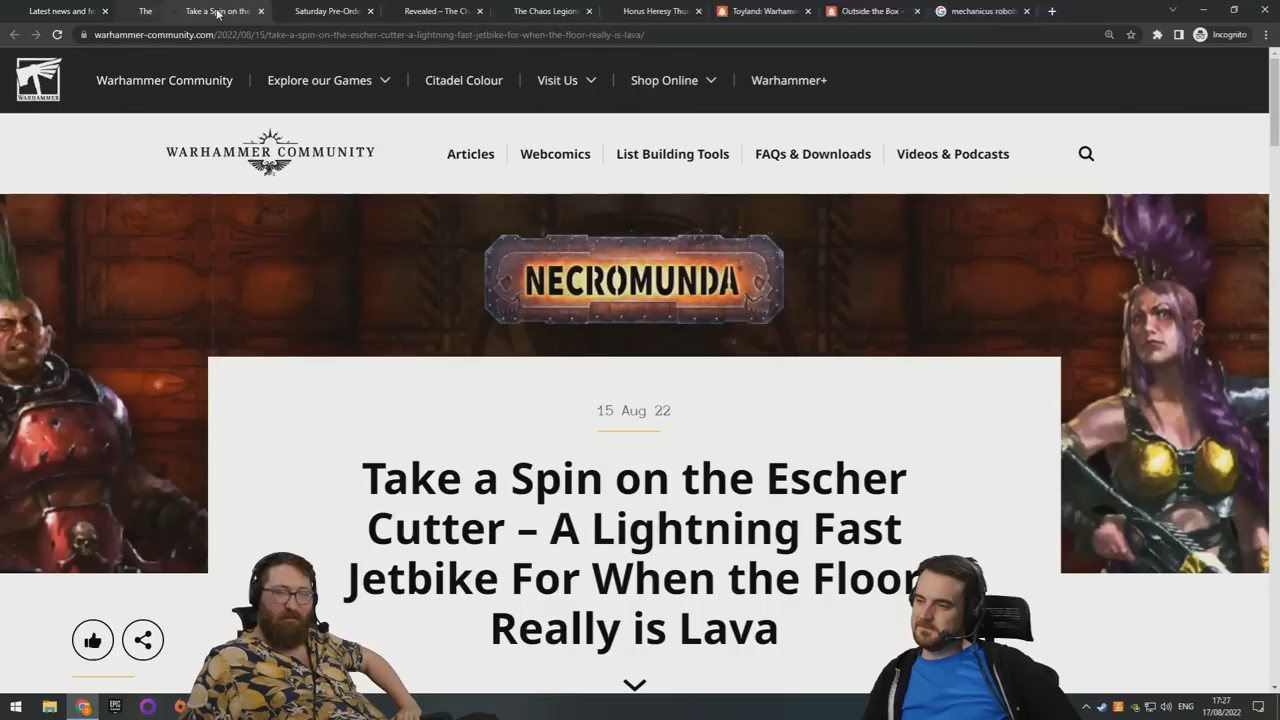 Latest news and fe
The
Take a Spin on the
Saturday Pre-Orde
Revealed – The Ch
The Chaos Legion
Horus Heresy Thu
Toyland: Warhamm
Outside the Box -
mechanicus robots
warhammer-community.com/2022/08/15/take-a-spin-on-the-escher-cutter-a-lightning-fast-jetbike-for-when-the-floor-really-is-lava/
Incognito
WARHAMMER
Warhammer Community
Explore our Games
Citadel Colour
Visit Us
Shop Online
Warhammer+
WARHAMMER COMMUNITY
Articles
Webcomics
List Building Tools
FAQs & Downloads
Videos & Podcasts
NECROMUNDA
15 Aug 22
Take a Spin on the Escher
Cutter – A Lightning Fast
Jetbike For When the Floor
Really is Lava
EPIC
ENG
17:27
17/08/2022